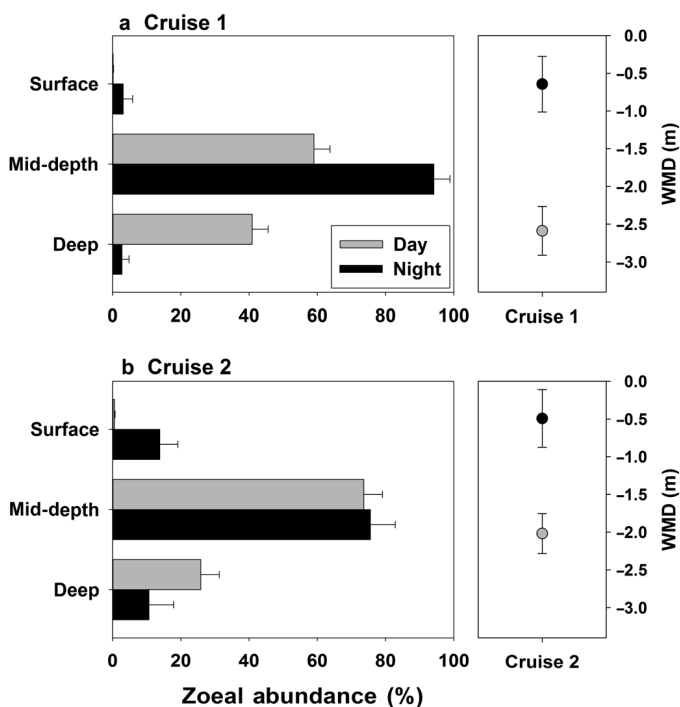 a Cruise 1
Surface
Mid-depth
Deep
Day
Night
0 20 40 60 80 100
0.0
−0.5
−1.0
−1.5
−2.0
−2.5
−3.0
WMD (m)
Cruise 1
b Cruise 2
Surface
Mid-depth
Deep
0 20 40 60 80 100
Zoeal abundance (%)
0.0
−0.5
−1.0
−1.5
−2.0
−2.5
−3.0
WMD (m)
Cruise 2